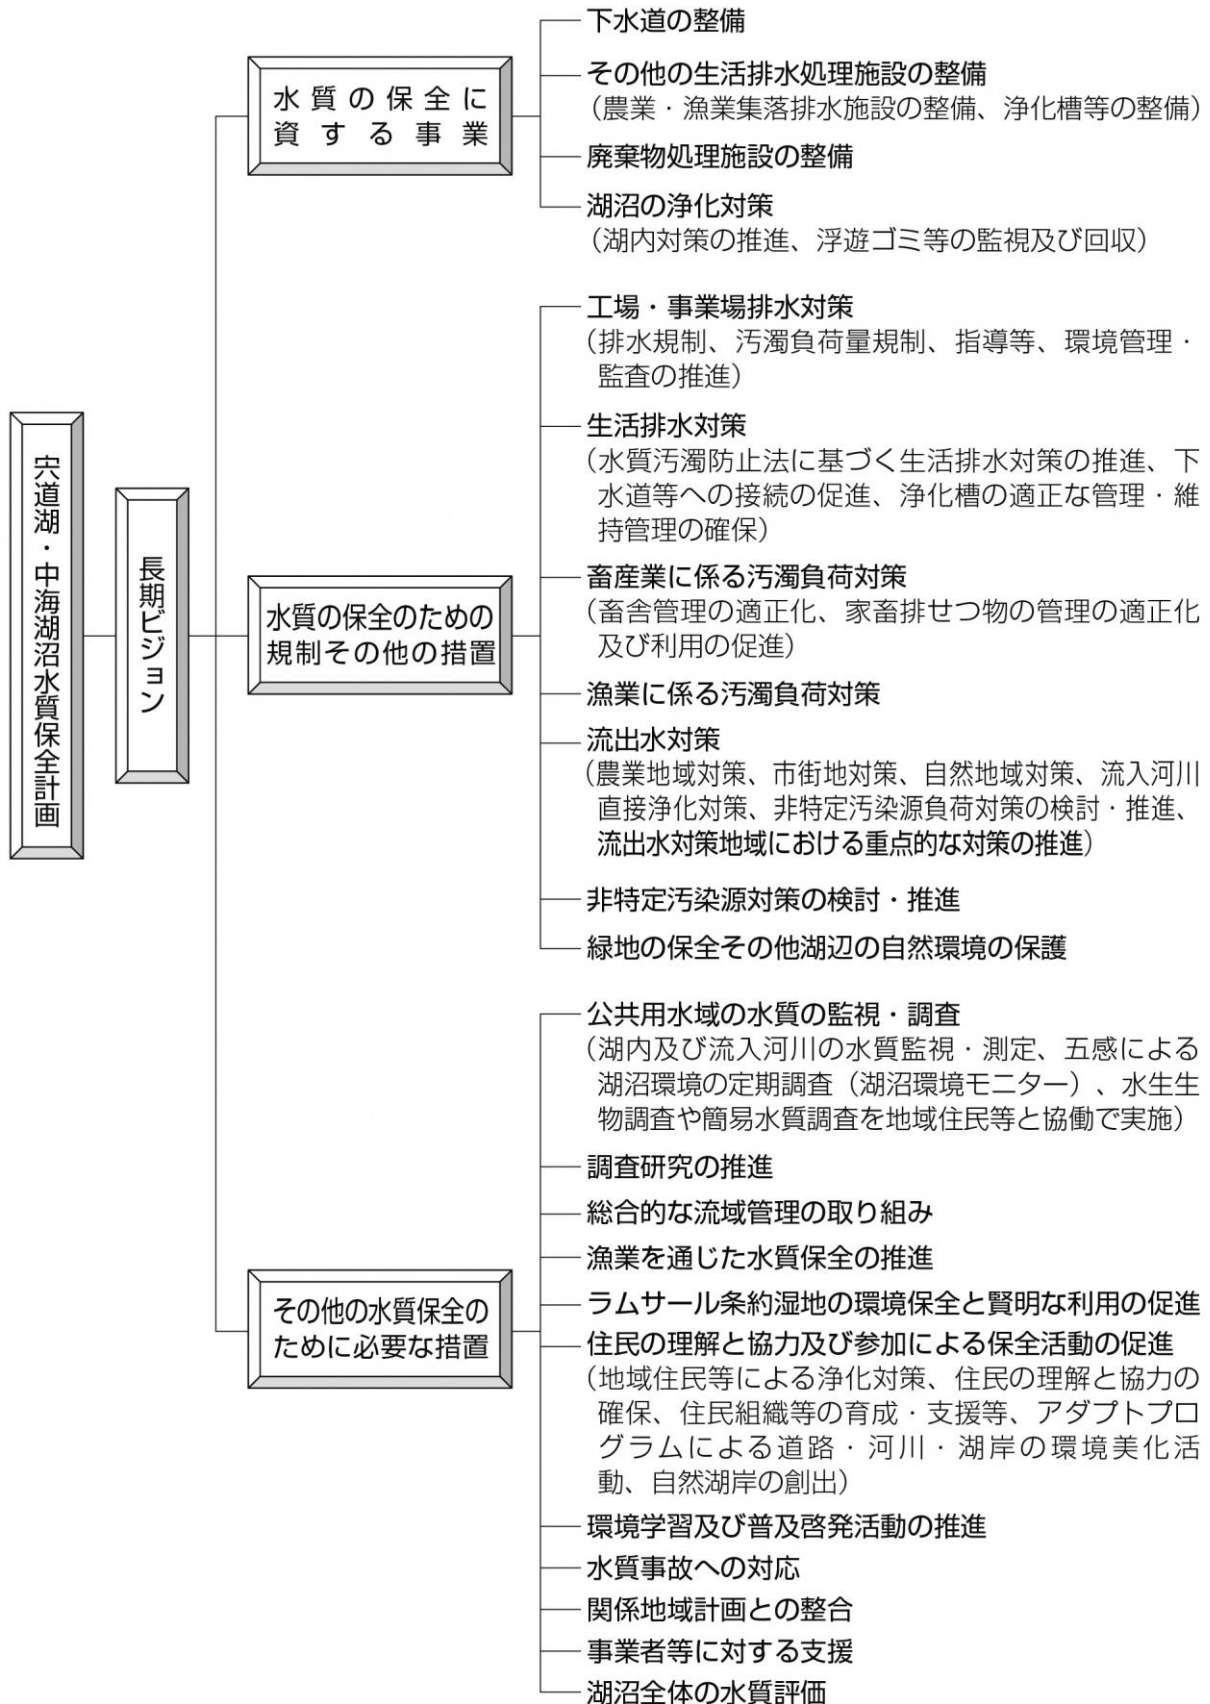 宍道湖・中海湖沼水質保全計画
長期ビジョン
水質の保全に
資する事業
下水道の整備
その他の生活排水処理施設の整備
（農業・漁業集落排水施設の整備、浄化槽等の整備）
廃棄物処理施設の整備
湖沼の浄化対策
（湖内対策の推進、浮遊ゴミ等の監視及び回収）
水質の保全のための
規制その他の措置
工場・事業場排水対策
（排水規制、汚濁負荷量規制、指導等、環境管理・
監査の推進）
生活排水対策
（水質汚濁防止法に基づく生活排水対策の推進、下
水道等への接続の促進、浄化槽の適正な管理・維
持管理の確保）
畜産業に係る汚濁負荷対策
（畜舎管理の適正化、家畜排せつ物の管理の適正化
及び利用の促進）
漁業に係る汚濁負荷対策
流出水対策
（農業地域対策、市街地対策、自然地域対策、流入河川
直接浄化対策、非特定汚染源負荷対策の検討・推進、
流出水対策地域における重点的な対策の推進）
非特定汚染源対策の検討・推進
緑地の保全その他湖辺の自然環境の保護
その他の水質保全の
ために必要な措置
公共用水域の水質の監視・調査
（湖内及び流入河川の水質監視・測定、五感による
湖沼環境の定期調査（湖沼環境モニター）、水生生
物調査や簡易水質調査を地域住民等と協働で実施）
調査研究の推進
総合的な流域管理の取り組み
漁業を通じた水質保全の推進
ラムサール条約湿地の環境保全と賢明な利用の促進
住民の理解と協力及び参加による保全活動の促進
（地域住民等による浄化対策、住民の理解と協力の
確保、住民組織等の育成・支援等、アダプトプロ
グラムによる道路・河川・湖岸の環境美化活
動、自然湖岸の創出）
環境学習及び普及啓発活動の推進
水質事故への対応
関係地域計画との整合
事業者等に対する支援
湖沼全体の水質評価